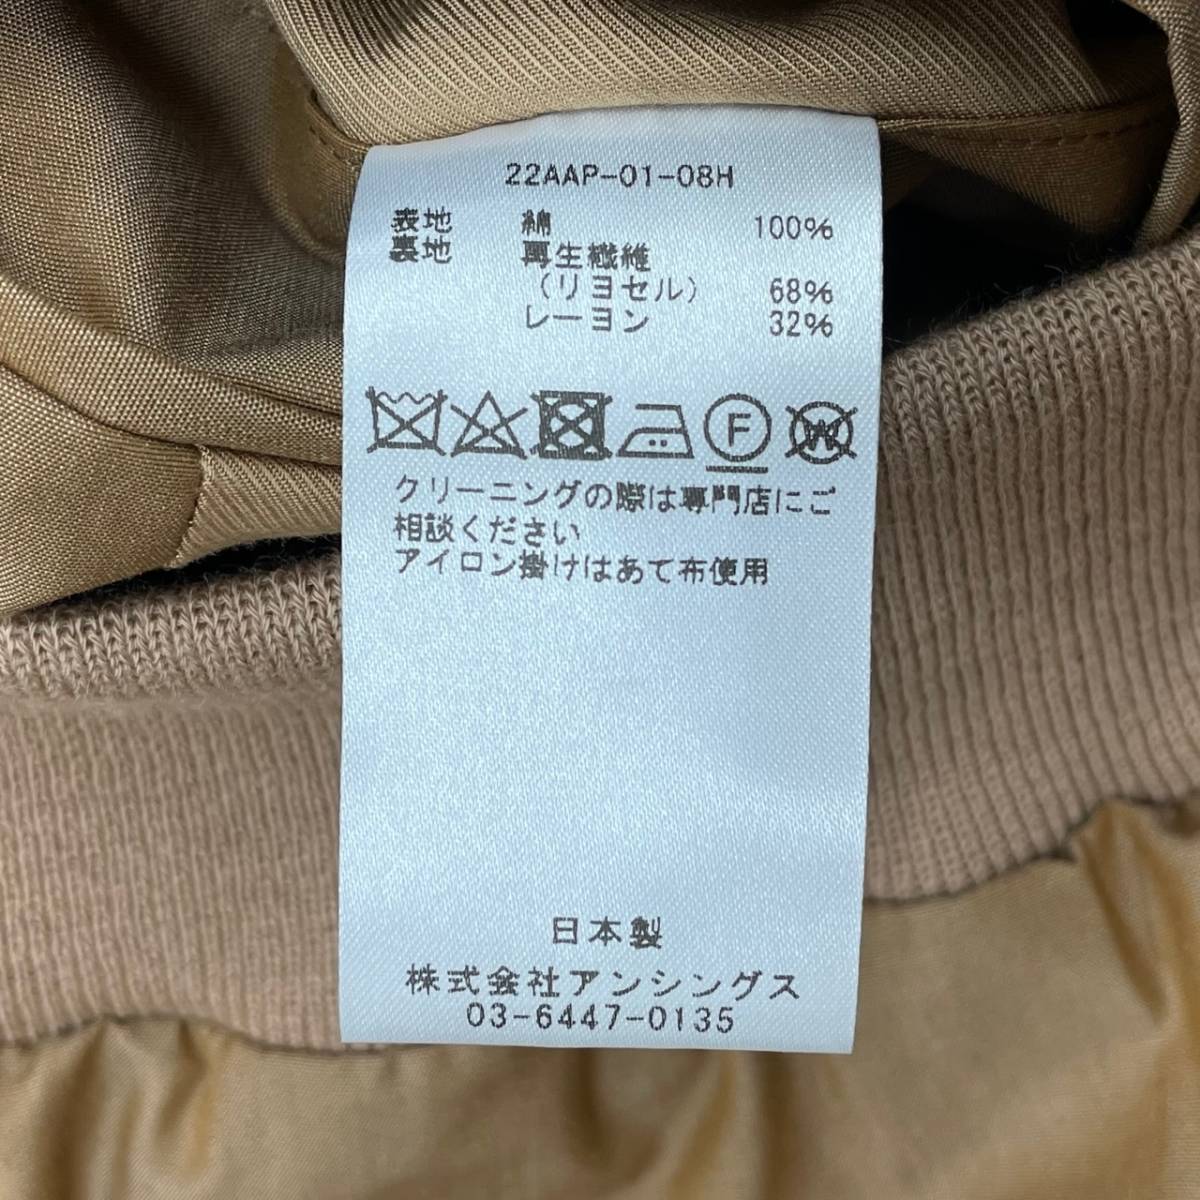 22AAP-01-08H
表地 綿 100%
裏地 再生繊維
(リヨセル) 68%
レーヨン 32%
F W
クリーニングの際は専門店にご
相談ください
アイロン掛けはあて布使用
日本製
株式会社アンシングス
03-6447-0135